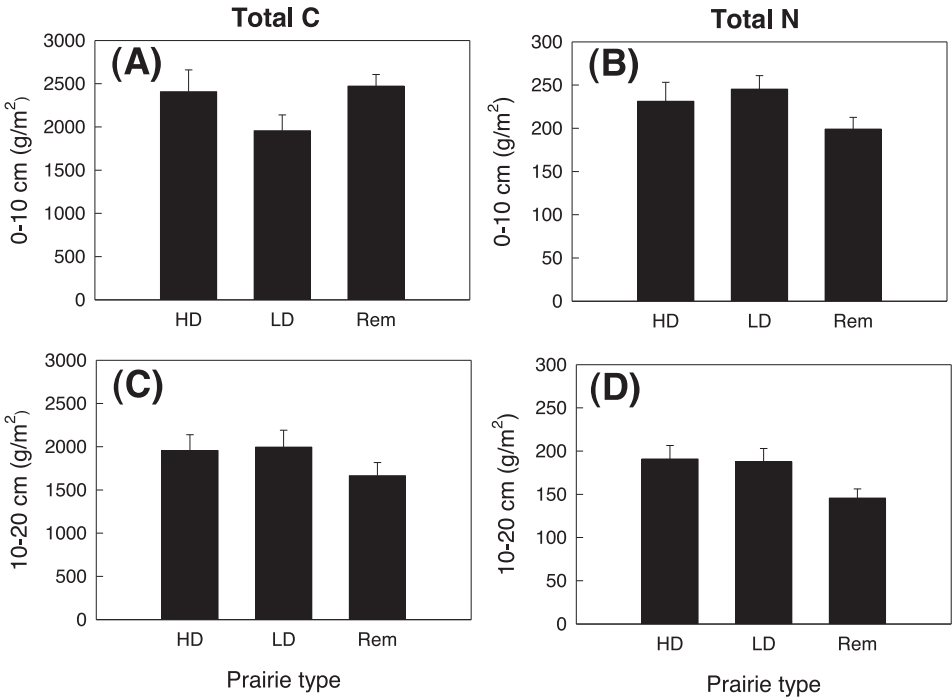 Total C
Total N
(A)
0-10 cm (g/m²)
3000
2500
2000
1500
1000
500
0
HD LD Rem
(B)
0-10 cm (g/m²)
300
250
200
150
100
50
0
HD LD Rem
(C)
10-20 cm (g/m²)
3000
2500
2000
1500
1000
500
0
HD LD Rem
Prairie type
(D)
10-20 cm (g/m²)
300
250
200
150
100
50
0
HD LD Rem
Prairie type